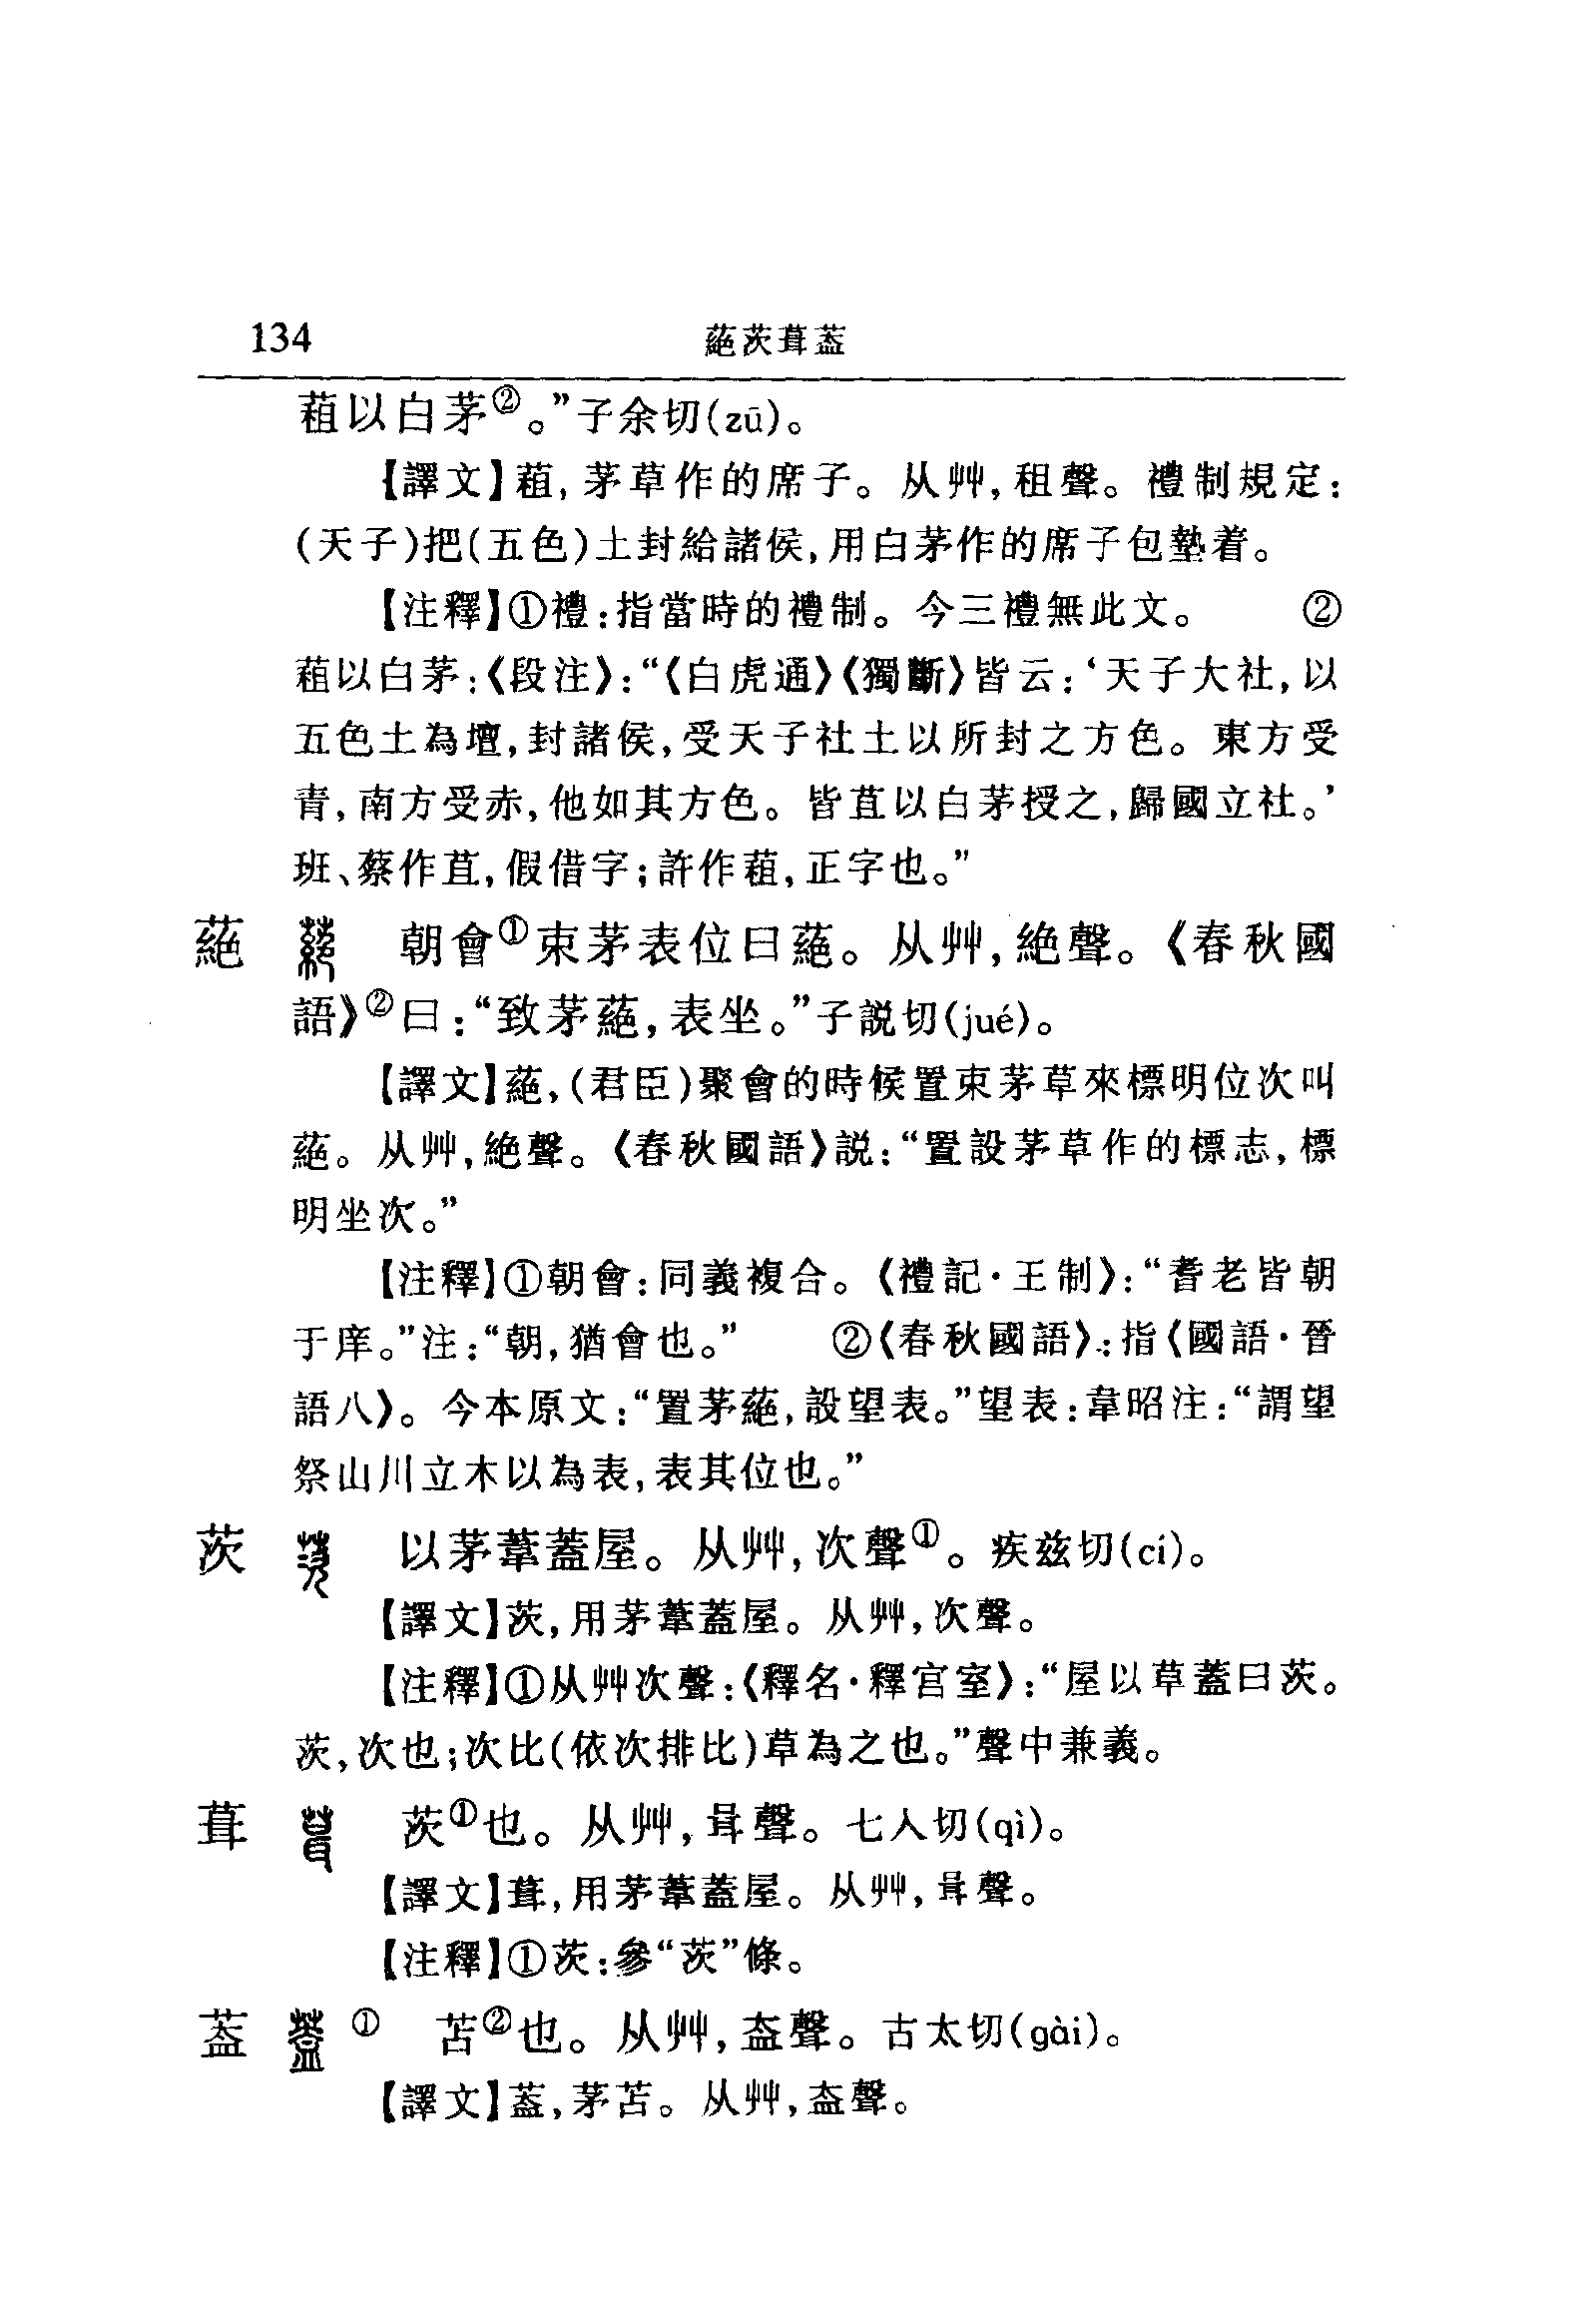 134
蕝茨葺葢
蒩以白茅②。”子余切(zū)。
【譯文】蒩,茅草作的席子。从艸,租聲。禮制規定:
(天子)把(五色)土封給諸侯,用白茅作的席子包墊着。
【注釋】①禮:指當時的禮制。今三禮無此文。 ②
蒩以白茅:《段注》:“《白虎通》《獨斷》皆云:‘天子大社,以
五色土為壇,封諸侯,受天子社土以所封之方色。東方受
青,南方受赤,他如其方色。皆苴以白茅授之,歸國立社。’
班、蔡作苴,假借字;許作蒩,正字也。”
蕝 朝會①束茅表位曰蕝。从艸,絶聲。《春秋國
語》②曰:“致茅蕝,表坐。”子説切(jué)。
【譯文】蕝,(君臣)聚會的時候置束茅草來標明位次叫
蕝。从艸,絶聲。《春秋國語》説:“置設茅草作的標志,標
明坐次。”
【注釋】①朝會:同義複合。《禮記·王制》:“耆老皆朝
于庠。”注:“朝,猶會也。” ②《春秋國語》:指《國語·晉
語八》。今本原文:“置茅蕝,設望表。”望表:韋昭注:“謂望
祭山川立木以為表,表其位也。”
茨 以茅葦蓋屋。从艸,次聲①。疾兹切(cí)。
【譯文】茨,用茅葦蓋屋。从艸,次聲。
【注釋】①从艸次聲:《釋名·釋宫室》:“屋以草蓋曰茨。
茨,次也;次比(依次排比)草為之也。”聲中兼義。
葺 茨①也。从艸,咠聲。七入切(qì)。
【譯文】葺,用茅葦蓋屋。从艸,咠聲。
【注釋】①茨:參“茨”條。
葢 ① 苫②也。从艸,盇聲。古太切(gài)。
【譯文】葢,茅苫。从艸,盇聲。